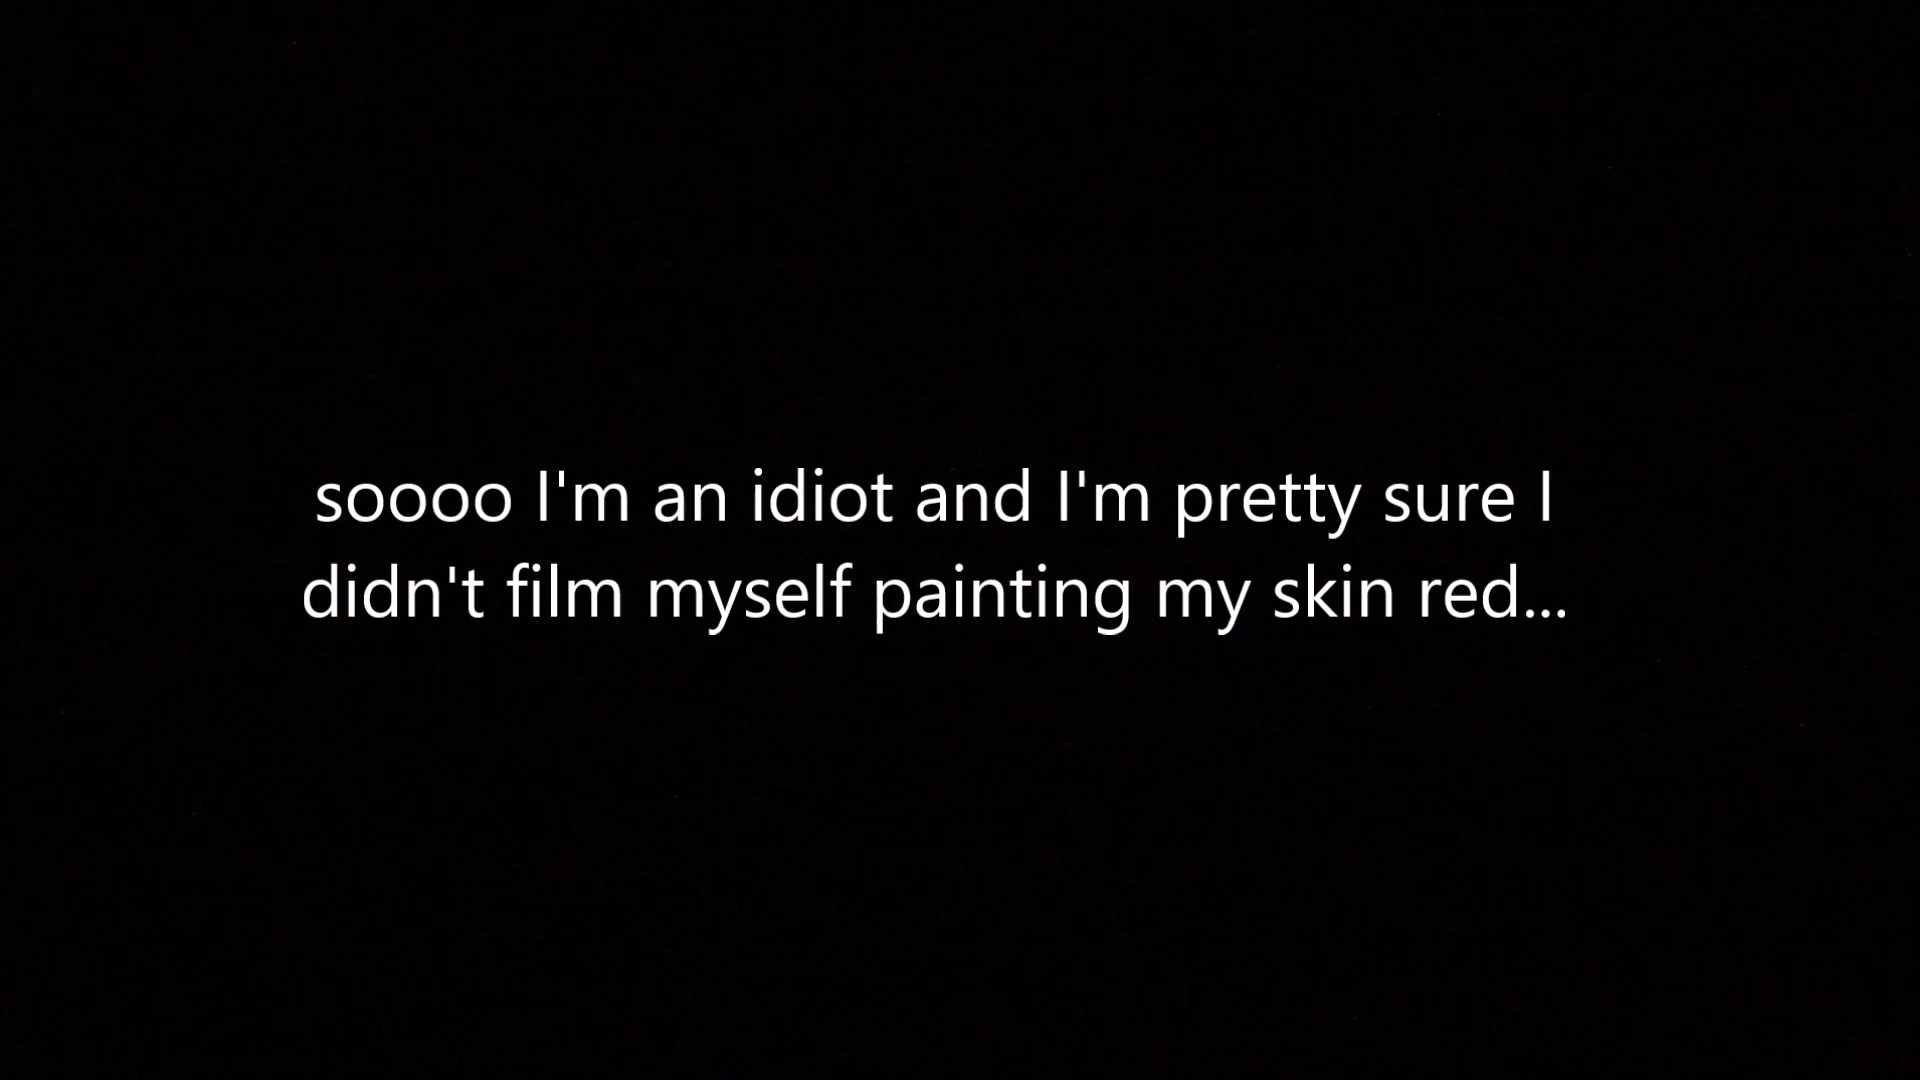 soooo I'm an idiot and I'm pretty sure I
didn't film myself painting my skin red...